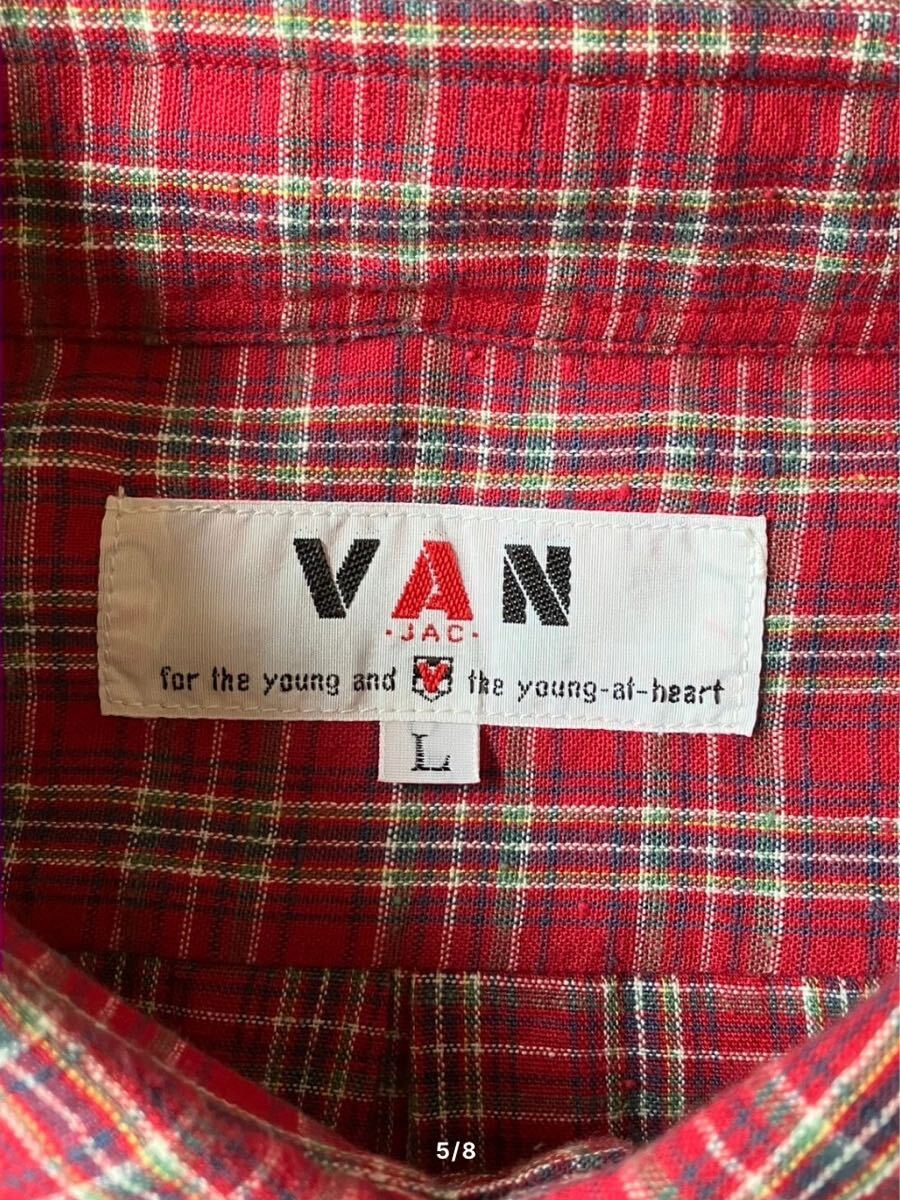 VAN
·JAC·
for the young and V the young-at-heart
L
5/8